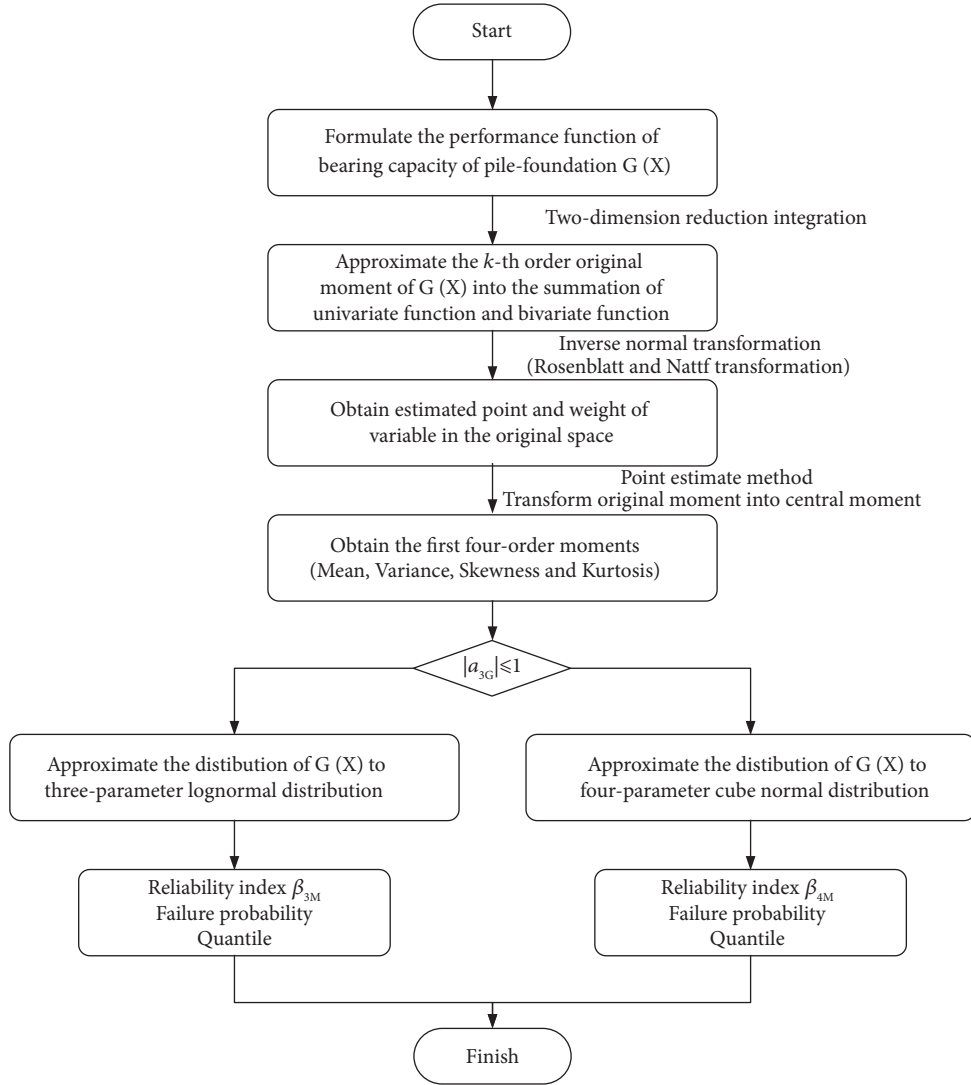 Start
Formulate the performance function of
bearing capacity of pile-foundation G (X)
Two-dimension reduction integration
Approximate the k-th order original
moment of G (X) into the summation of
univariate function and bivariate function
Inverse normal transformation
(Rosenblatt and Nattf transformation)
Obtain estimated point and weight of
variable in the original space
Point estimate method
Transform original moment into central moment
Obtain the first four-order moments
(Mean, Variance, Skewness and Kurtosis)
|a3G|⩽1
Approximate the distibution of G (X) to
three-parameter lognormal distribution
Approximate the distibution of G (X) to
four-parameter cube normal distribution
Reliability index β3M
Failure probability
Quantile
Reliability index β4M
Failure probability
Quantile
Finish